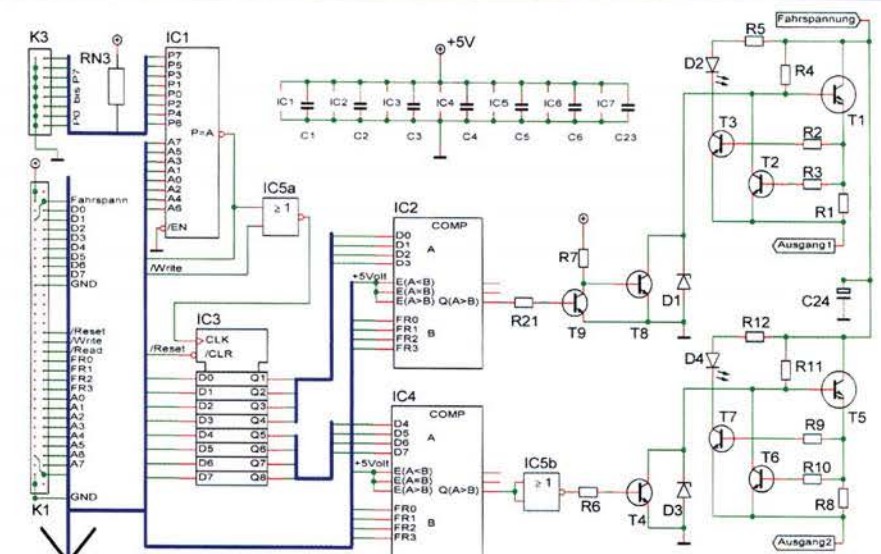 K3
P0 bis P7
RN3
IC1
P7
P5
P3
P1
P0
P2
P4
P6
A7
A5
A3
A1
A0
A2
A4
A6
P=A
/EN
+5V
IC1 IC2 IC3 IC4 IC5 IC6 IC7
C1 C2 C3 C4 C5 C6 C23
Fahrspann
D0
D1
D2
D3
D4
D5
D6
D7
GND
/Reset
/Write
/Read
FR0
FR1
FR2
FR3
A0
A1
A2
A3
A4
A5
A6
A7
GND
K1
/Write
/Reset
IC5a
≥ 1
IC3
CLK
/CLR
D0 Q1
D1 Q2
D2 Q3
D3 Q4
D4 Q5
D5 Q6
D6 Q7
D7 Q8
IC2
COMP
D0
D1
D2
D3
A
+5Volt
E(A<B)
E(A=B)
E(A>B) Q(A>B)
FR0
FR1
FR2
FR3
B
R21
R7
T9
T8
D1
IC4
COMP
D4
D5
D6
D7
A
+5Volt
E(A<B)
E(A=B)
E(A>B) Q(A>B)
FR0
FR1
FR2
FR3
B
IC5b
≥ 1
R6
T4
D3
Fahrspannung
R5
D2
R4
T1
T3
R2
T2
R3
R1
Ausgang1
C24
R12
D4
R11
T5
T7
R9
T6
R10
R8
Ausgang2